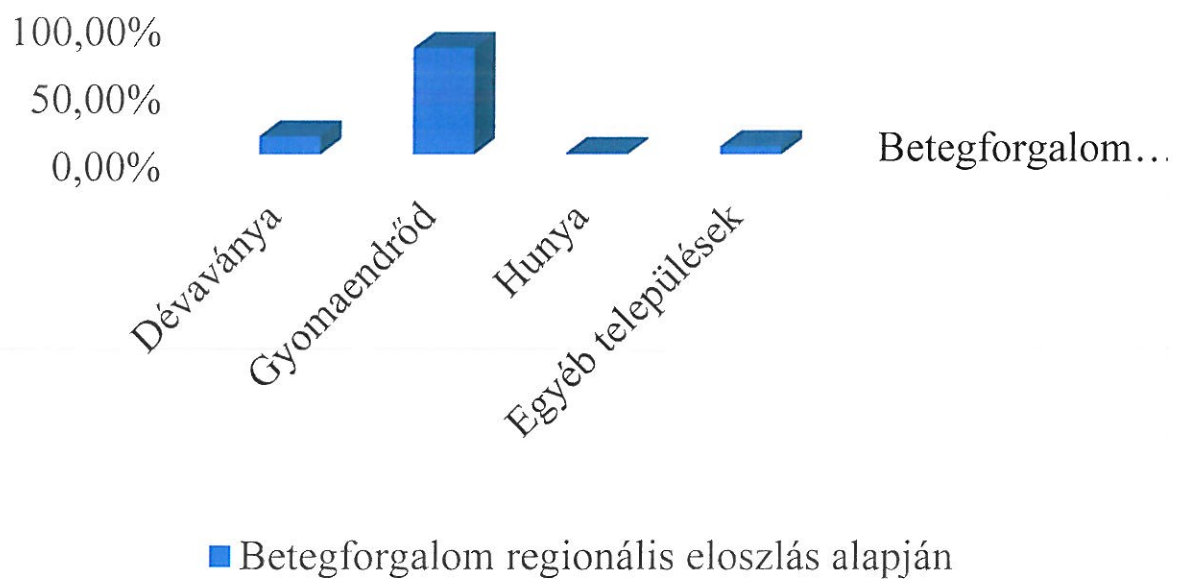 100,00%
50,00%
0,00%
Dévaványa
Gyomaendrőd
Hunya
Egyéb települések
Betegforgalom…
Betegforgalom regionális eloszlás alapján